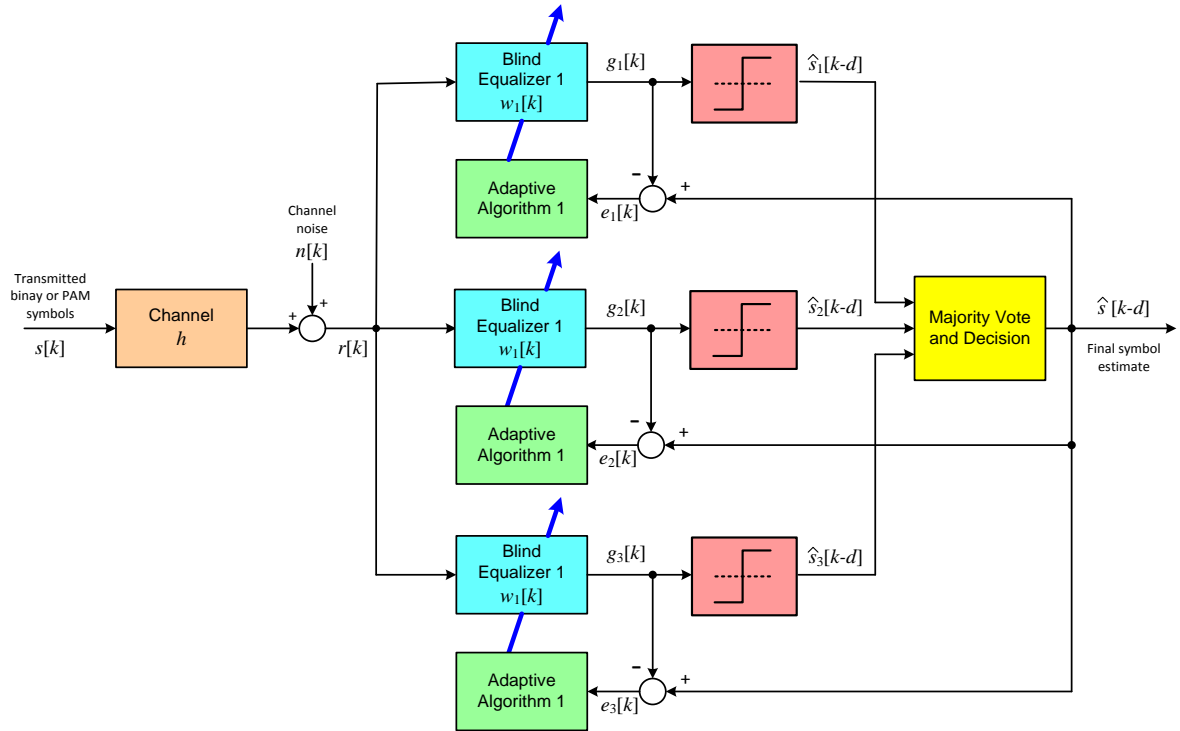 Blind
Equalizer 1
w1[k]
g1[k]
ŝ1[k-d]
Adaptive
Algorithm 1
−
+
e1[k]
Channel
noise
n[k]
Transmitted
binay or PAM
symbols
s[k]
Channel
h
+
+
r[k]
Blind
Equalizer 1
w1[k]
g2[k]
ŝ2[k-d]
Majority Vote
and Decision
ŝ [k-d]
Final symbol
estimate
Adaptive
Algorithm 1
−
+
e2[k]
Blind
Equalizer 1
w1[k]
g3[k]
ŝ3[k-d]
Adaptive
Algorithm 1
−
+
e3[k]